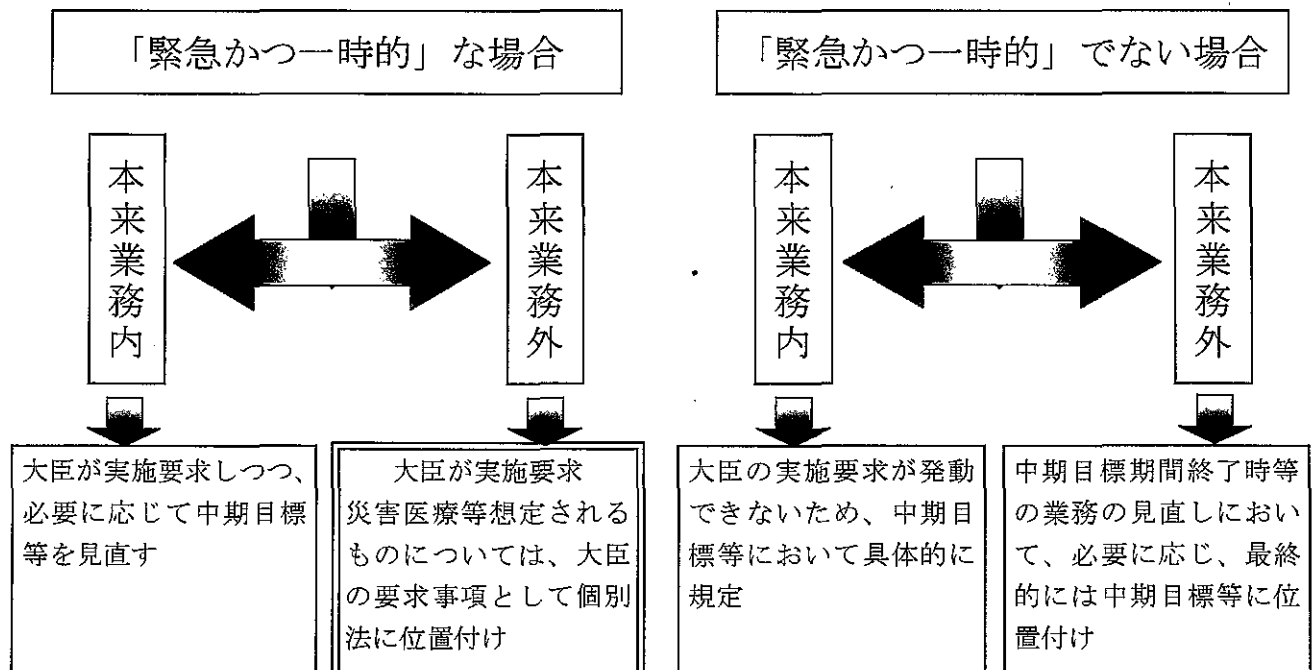 「緊急かつ一時的」な場合
「緊急かつ一時的」でない場合
本来業務内
本来業務外
本来業務内
本来業務外
大臣が実施要求しつつ、
必要に応じて中期目標
等を見直す
大臣が実施要求
災害医療等想定される
ものについては、大臣
の要求事項として個別
法に位置付け
大臣の実施要求が発動
できないため、中期目
標等において具体的に
規定
中期目標期間終了時等
の業務の見直しにおい
て、必要に応じ、最終
的には中期目標等に位
置付け